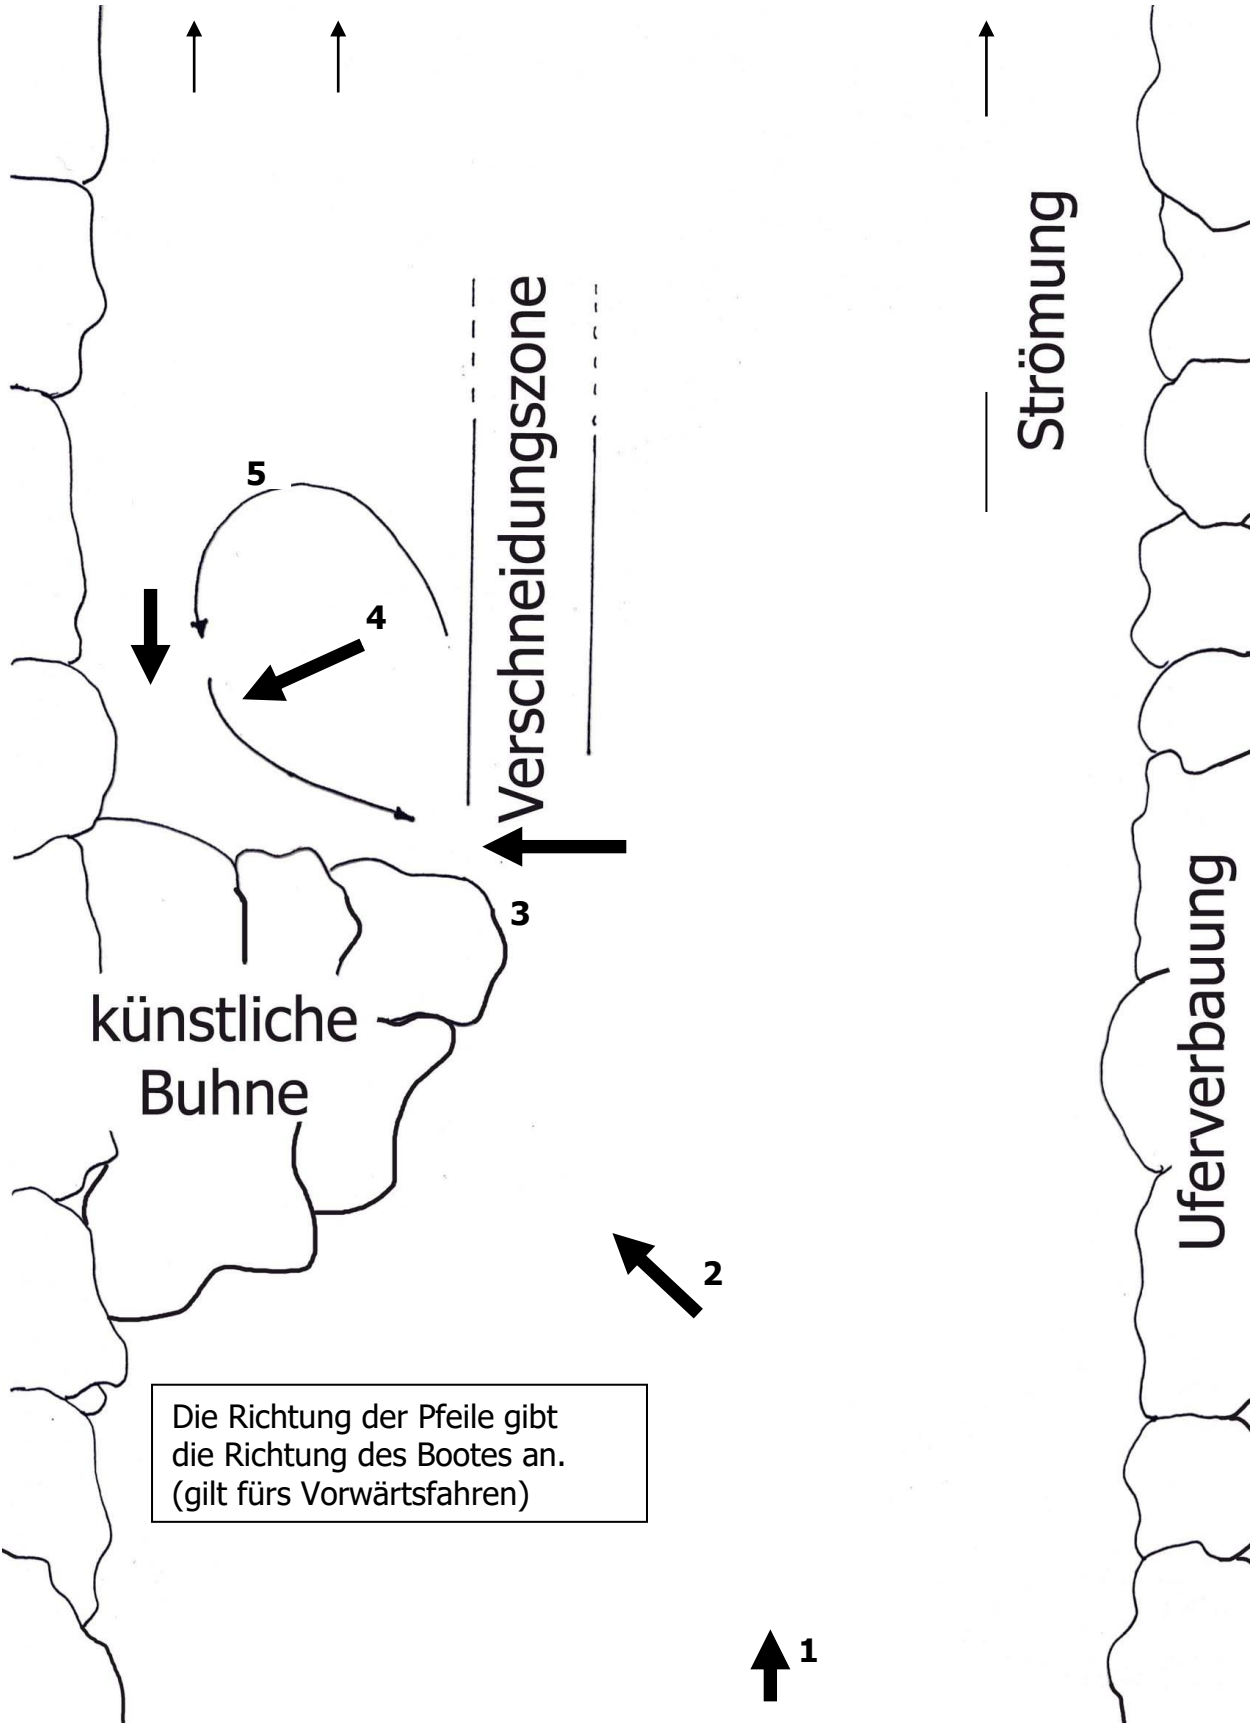 Strömung
Verschneidungszone
5
4
3
Uferverbauung
künstliche
Buhne
2
Die Richtung der Pfeile gibt
die Richtung des Bootes an.
(gilt fürs Vorwärtsfahren)
1